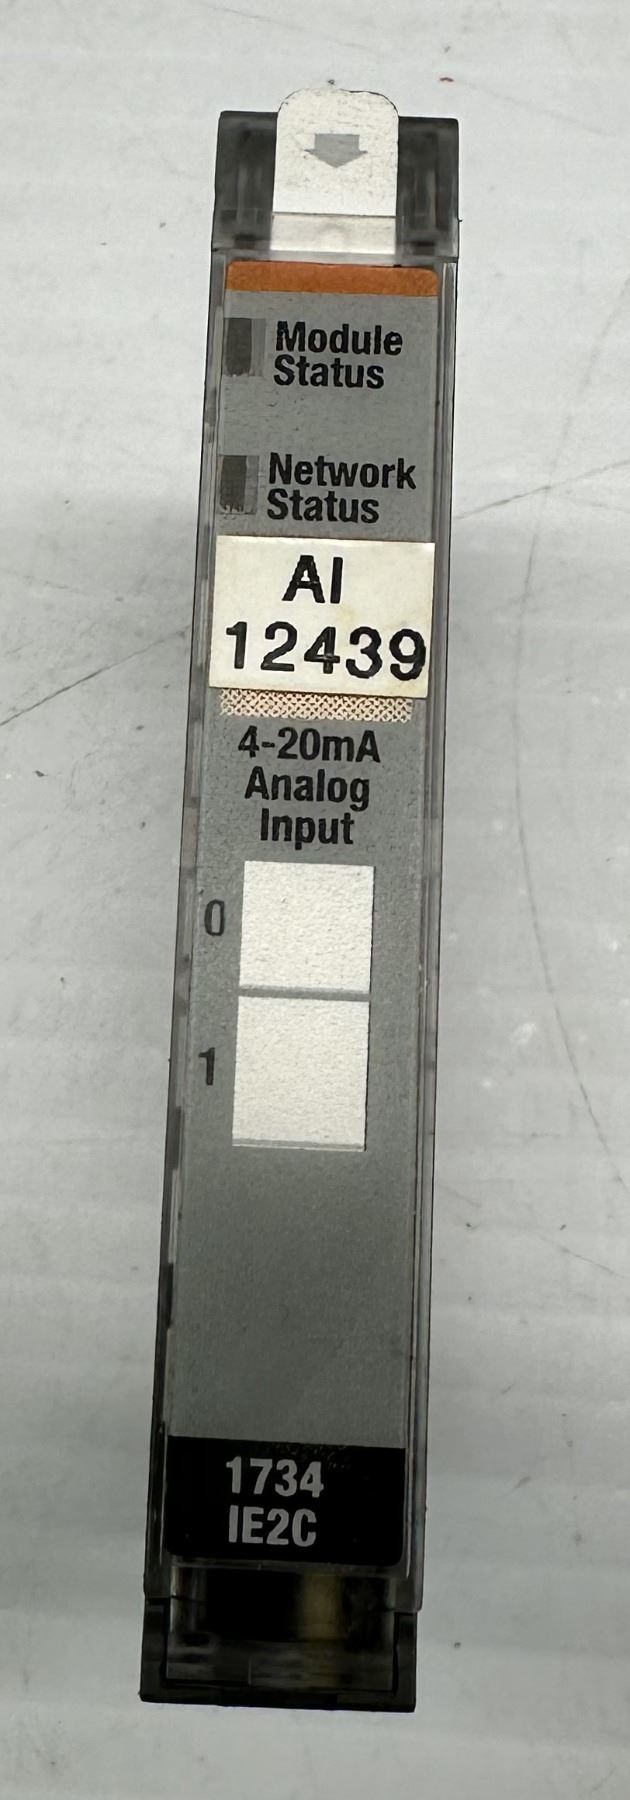 Module
Status
Network
Status
AI
12439
4-20mA
Analog
Input
0
1
1734
IE2C